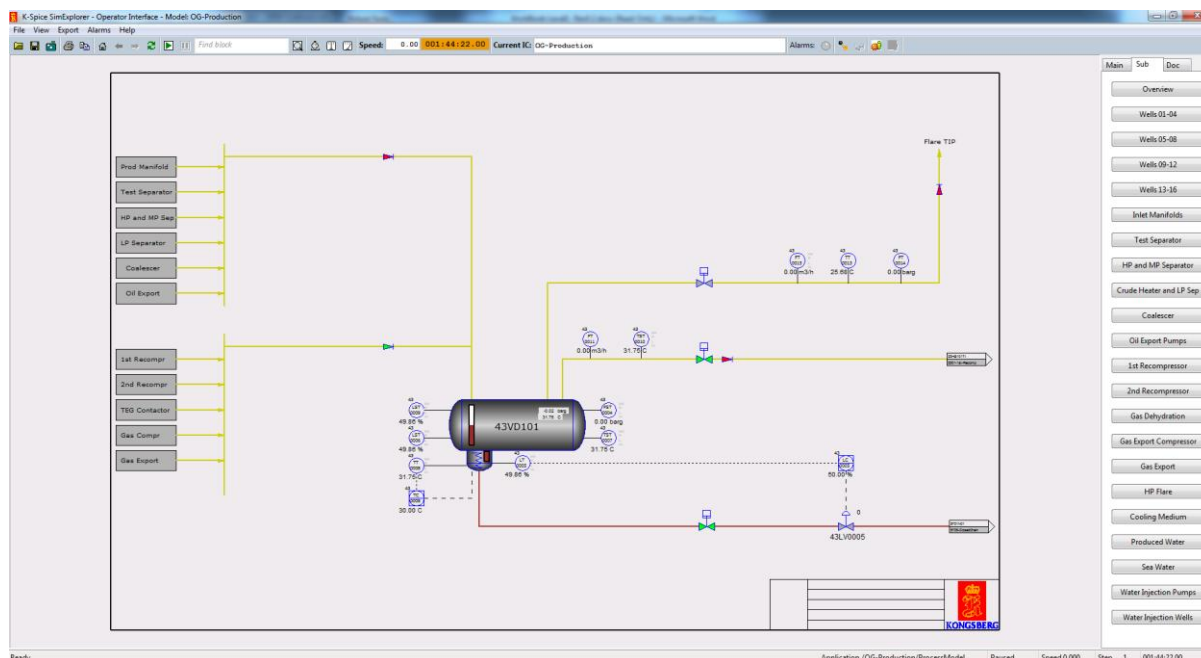 K-Spice SimExplorer - Operator Interface - Model: OG-Production
File View Export Alarms Help
Find block
Speed: 0.00 001:44:22.00 Current IC: OG-Production
Alarms:
Main Sub Doc
Overview
Wells 01-04
Wells 05-08
Wells 09-12
Wells 13-16
Inlet Manifolds
Test Separator
HP and MP Separator
Crude Heater and LP Sep
Coalescer
Oil Export Pumps
1st Recompressor
2nd Recompressor
Gas Dehydration
Gas Export Compressor
Gas Export
HP Flare
Cooling Medium
Produced Water
Sea Water
Water Injection Pumps
Water Injection Wells
Flare TIP
Prod Manifold
Test Separator
HP and MP Sep
LP Separator
Coalescer
Oil Export
0.00 m3/h
25.68 C
0.00 barg
1st Recompr
2nd Recompr
TEG Contactor
Gas Compr
Gas Export
0.00 m3/h
31.75 C
43VD101
49.86 %
0.00 barg
49.86 %
31.75 C
31.75 C
49.86 %
50.00 %
30.00 C
0
43LV0005
KONGSBERG
Ready
Application /OG-Production/ProcessModel Paused Speed 0.000 Step 1 001:44:22.00